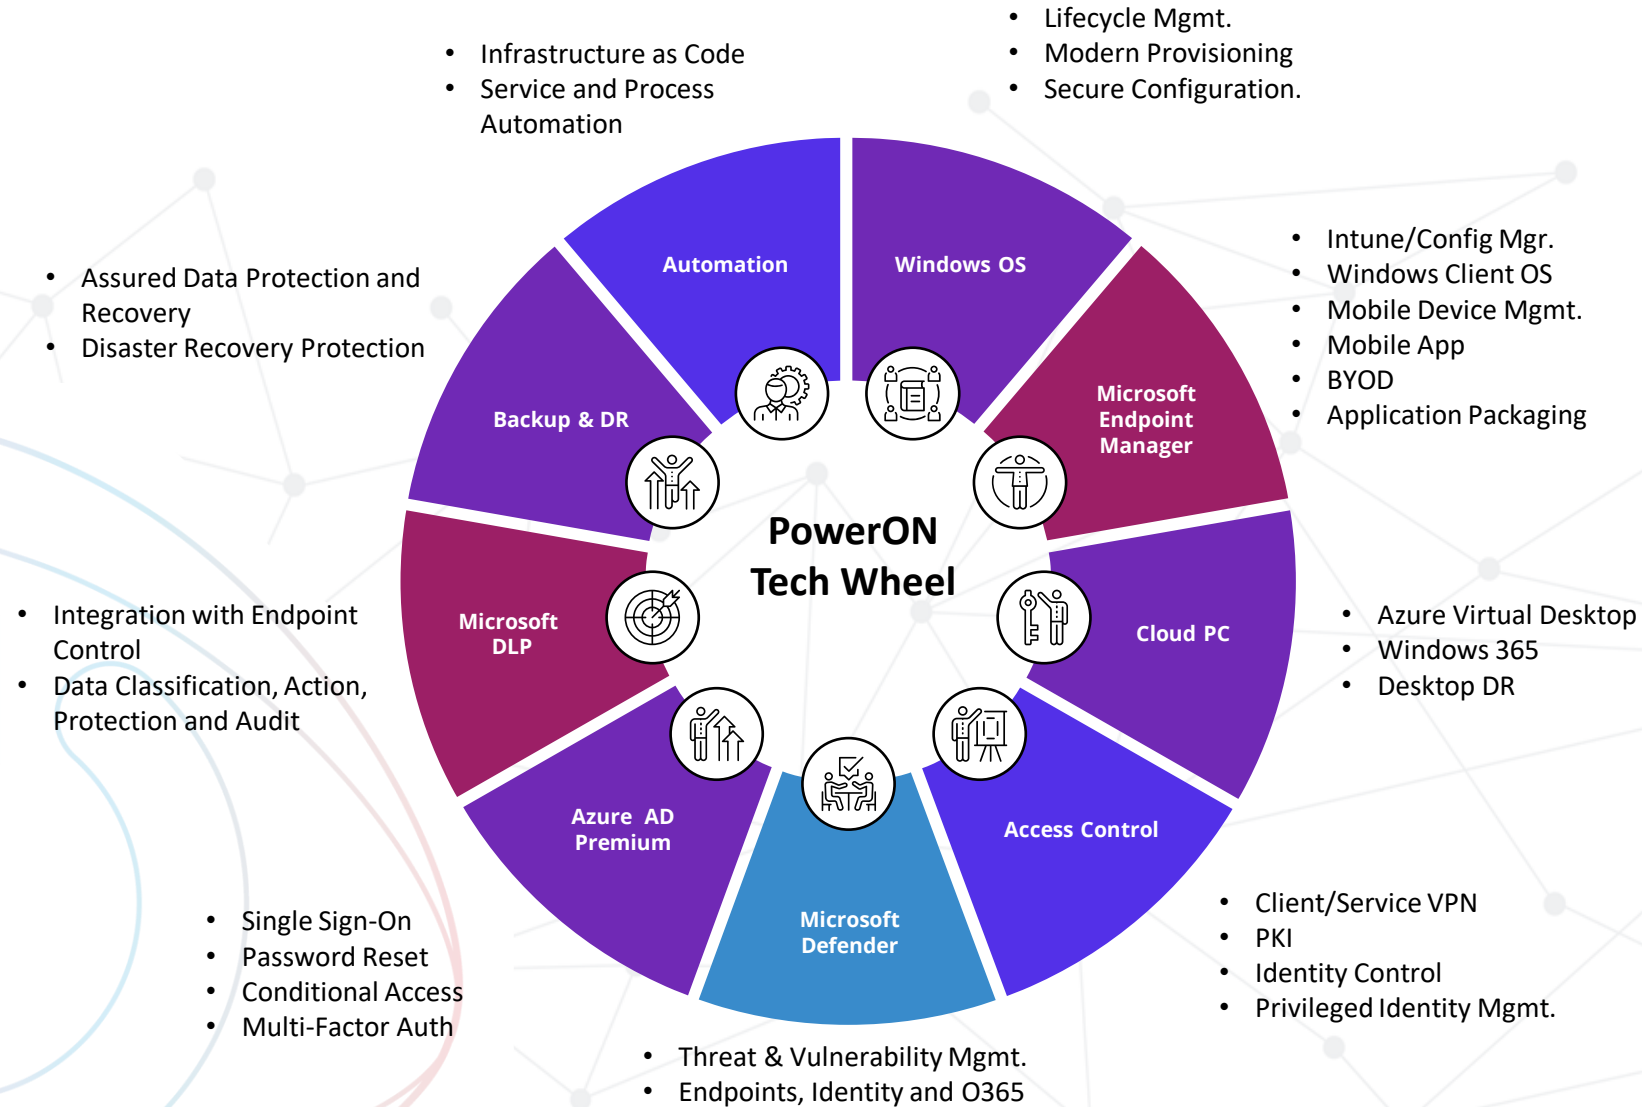 • Lifecycle Mgmt.
• Modern Provisioning
• Secure Configuration.
• Infrastructure as Code
• Service and Process
Automation
Automation
Windows OS
• Intune/Config Mgr.
• Windows Client OS
• Mobile Device Mgmt.
• Mobile App
• BYOD
• Application Packaging
• Assured Data Protection and
Recovery
• Disaster Recovery Protection
Backup & DR
Microsoft
Endpoint
Manager
PowerON
Tech Wheel
• Integration with Endpoint
Control
• Data Classification, Action,
Protection and Audit
Microsoft
DLP
Cloud PC
• Azure Virtual Desktop
• Windows 365
• Desktop DR
Azure AD
Premium
Access Control
• Single Sign-On
• Password Reset
• Conditional Access
• Multi-Factor Auth
Microsoft
Defender
• Client/Service VPN
• PKI
• Identity Control
• Privileged Identity Mgmt.
• Threat & Vulnerability Mgmt.
• Endpoints, Identity and O365